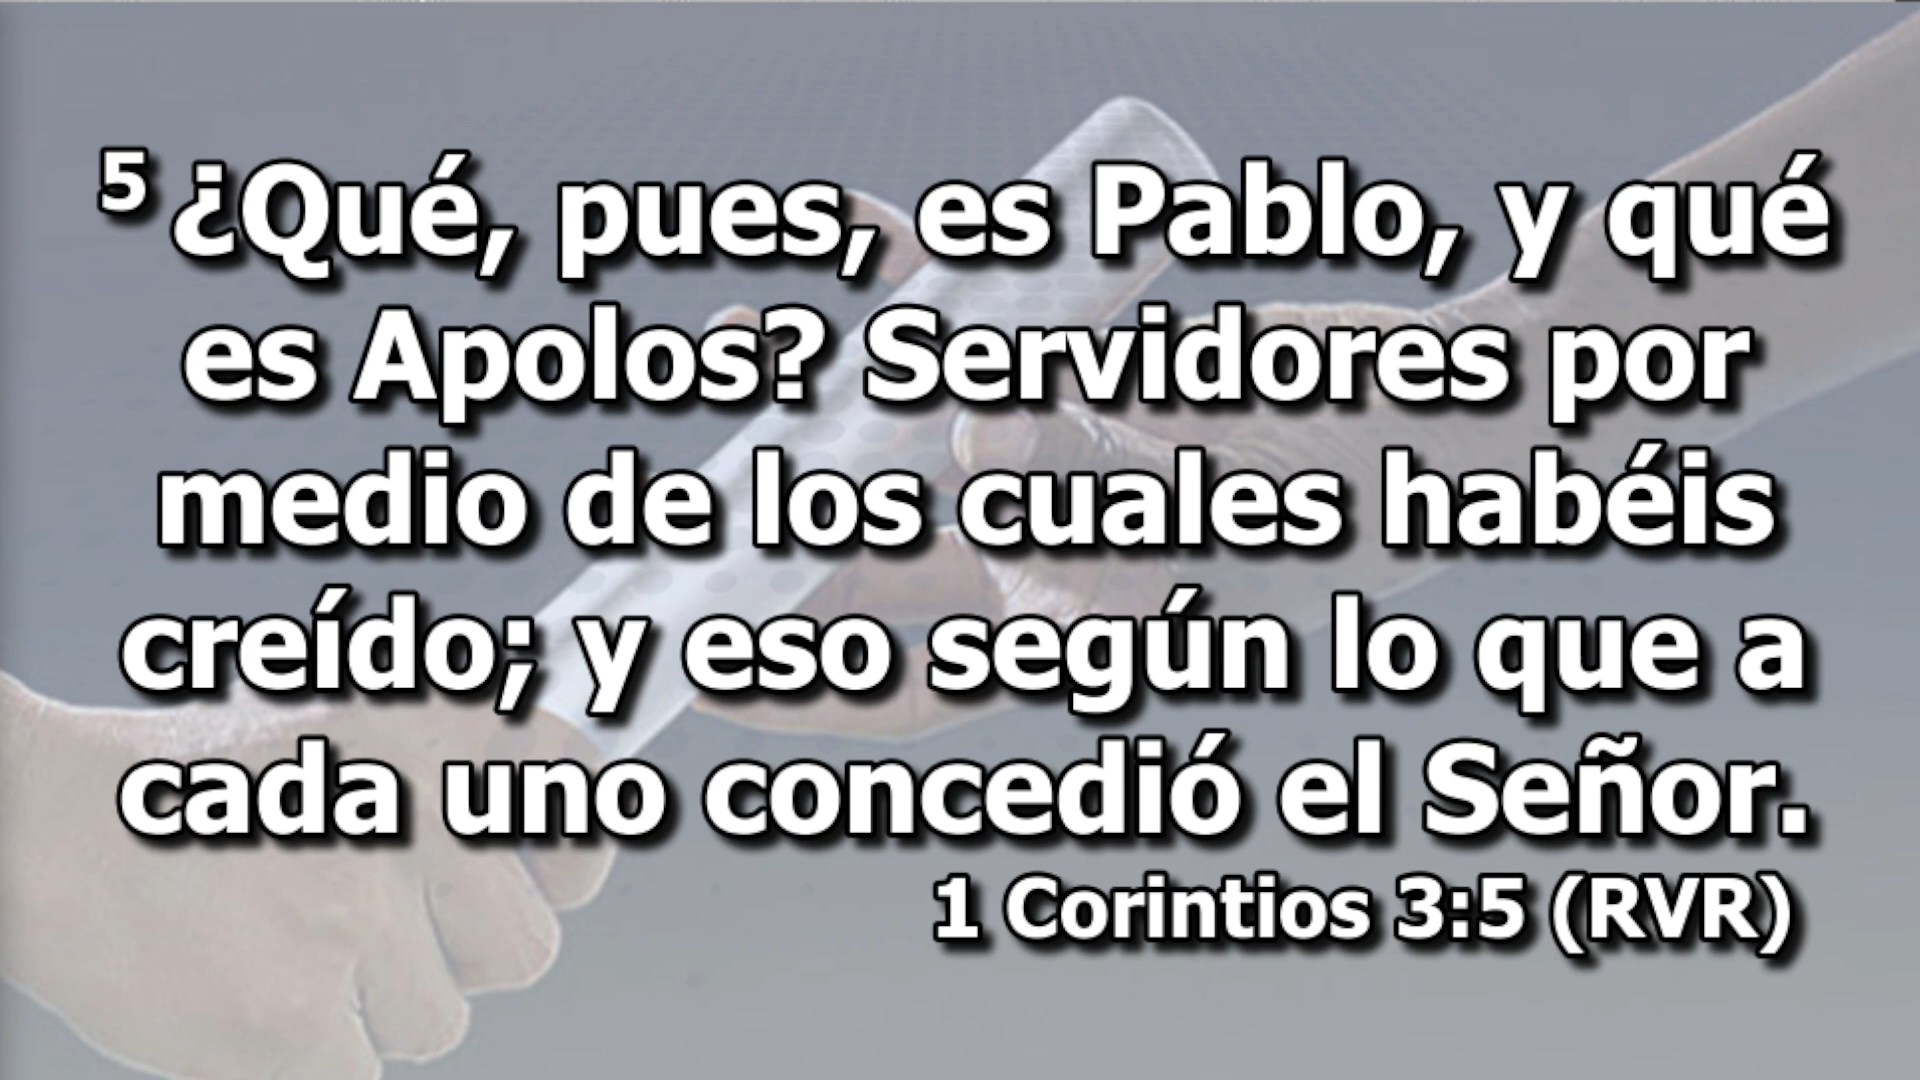 5 ¿Qué, pues, es Pablo, y qué
es Apolos? Servidores por
medio de los cuales habéis
creído; y eso según lo que a
cada uno concedió el Señor.
1 Corintios 3:5 (RVR)